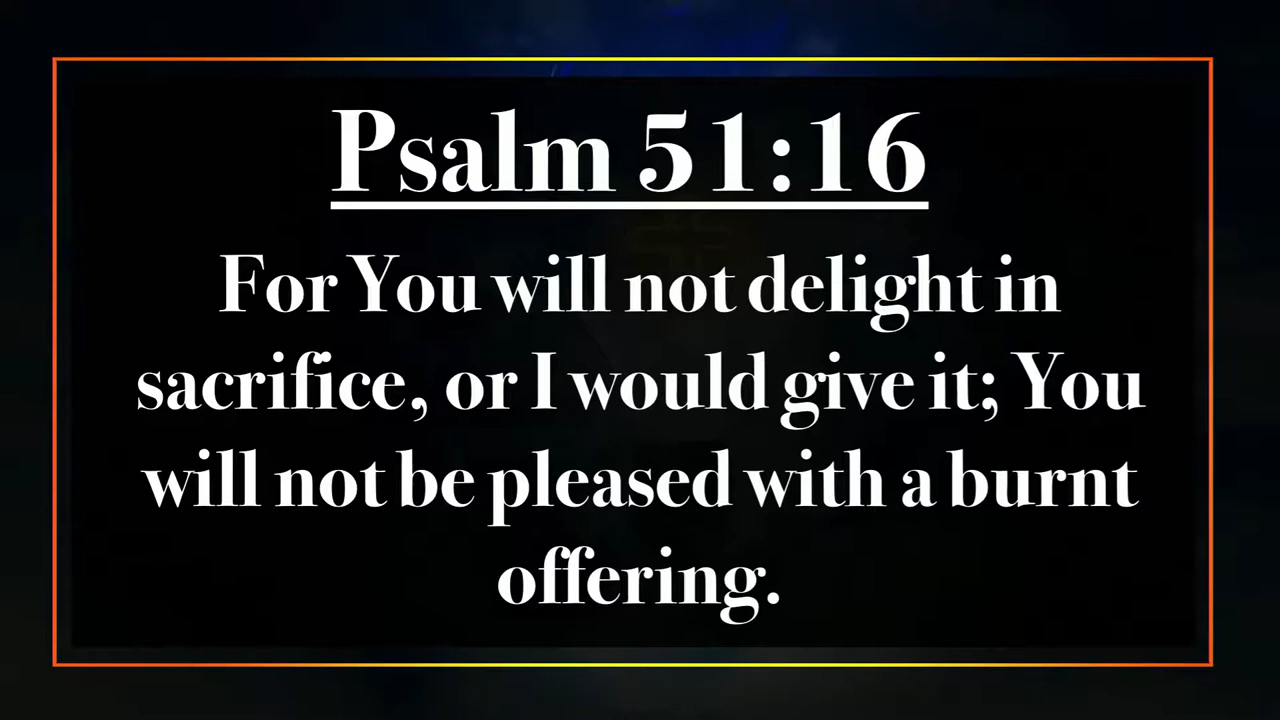 Psalm 51:16
For You will not delight in
sacrifice, or I would give it; You
will not be pleased with a burnt
offering.